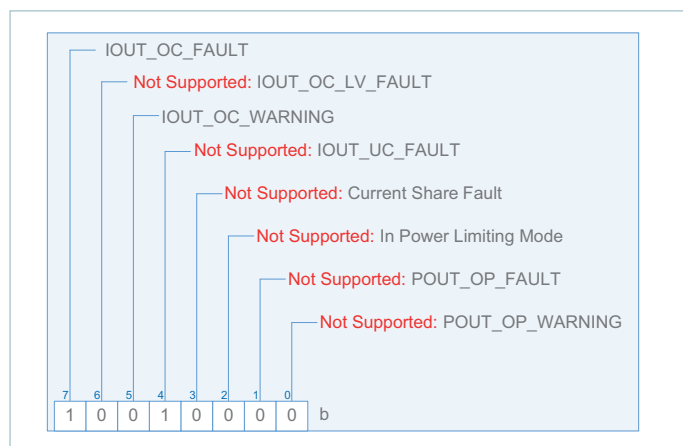 IOUT_OC_FAULT
Not Supported: IOUT_OC_LV_FAULT
IOUT_OC_WARNING
Not Supported: IOUT_UC_FAULT
Not Supported: Current Share Fault
Not Supported: In Power Limiting Mode
Not Supported: POUT_OP_FAULT
Not Supported: POUT_OP_WARNING
7 6 5 4 3 2 1 0
1 0 0 1 0 0 0 0 b